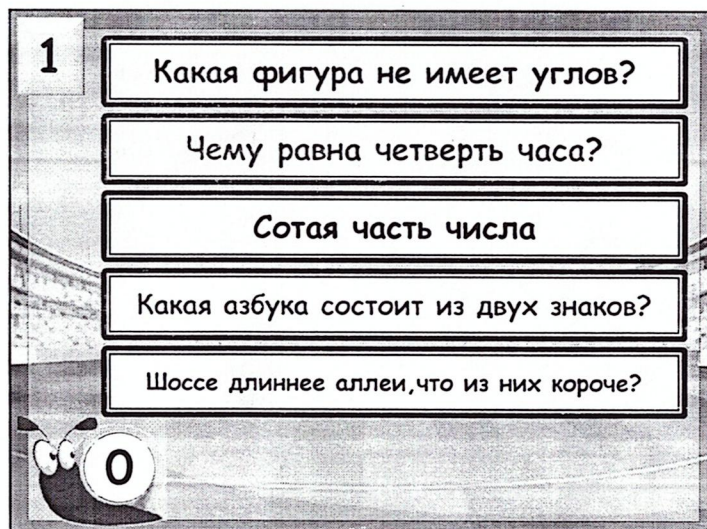 1
Какая фигура не имеет углов?
Чему равна четверть часа?
Сотая часть числа
Какая азбука состоит из двух знаков?
Шоссе длиннее аллеи,что из них короче?
0